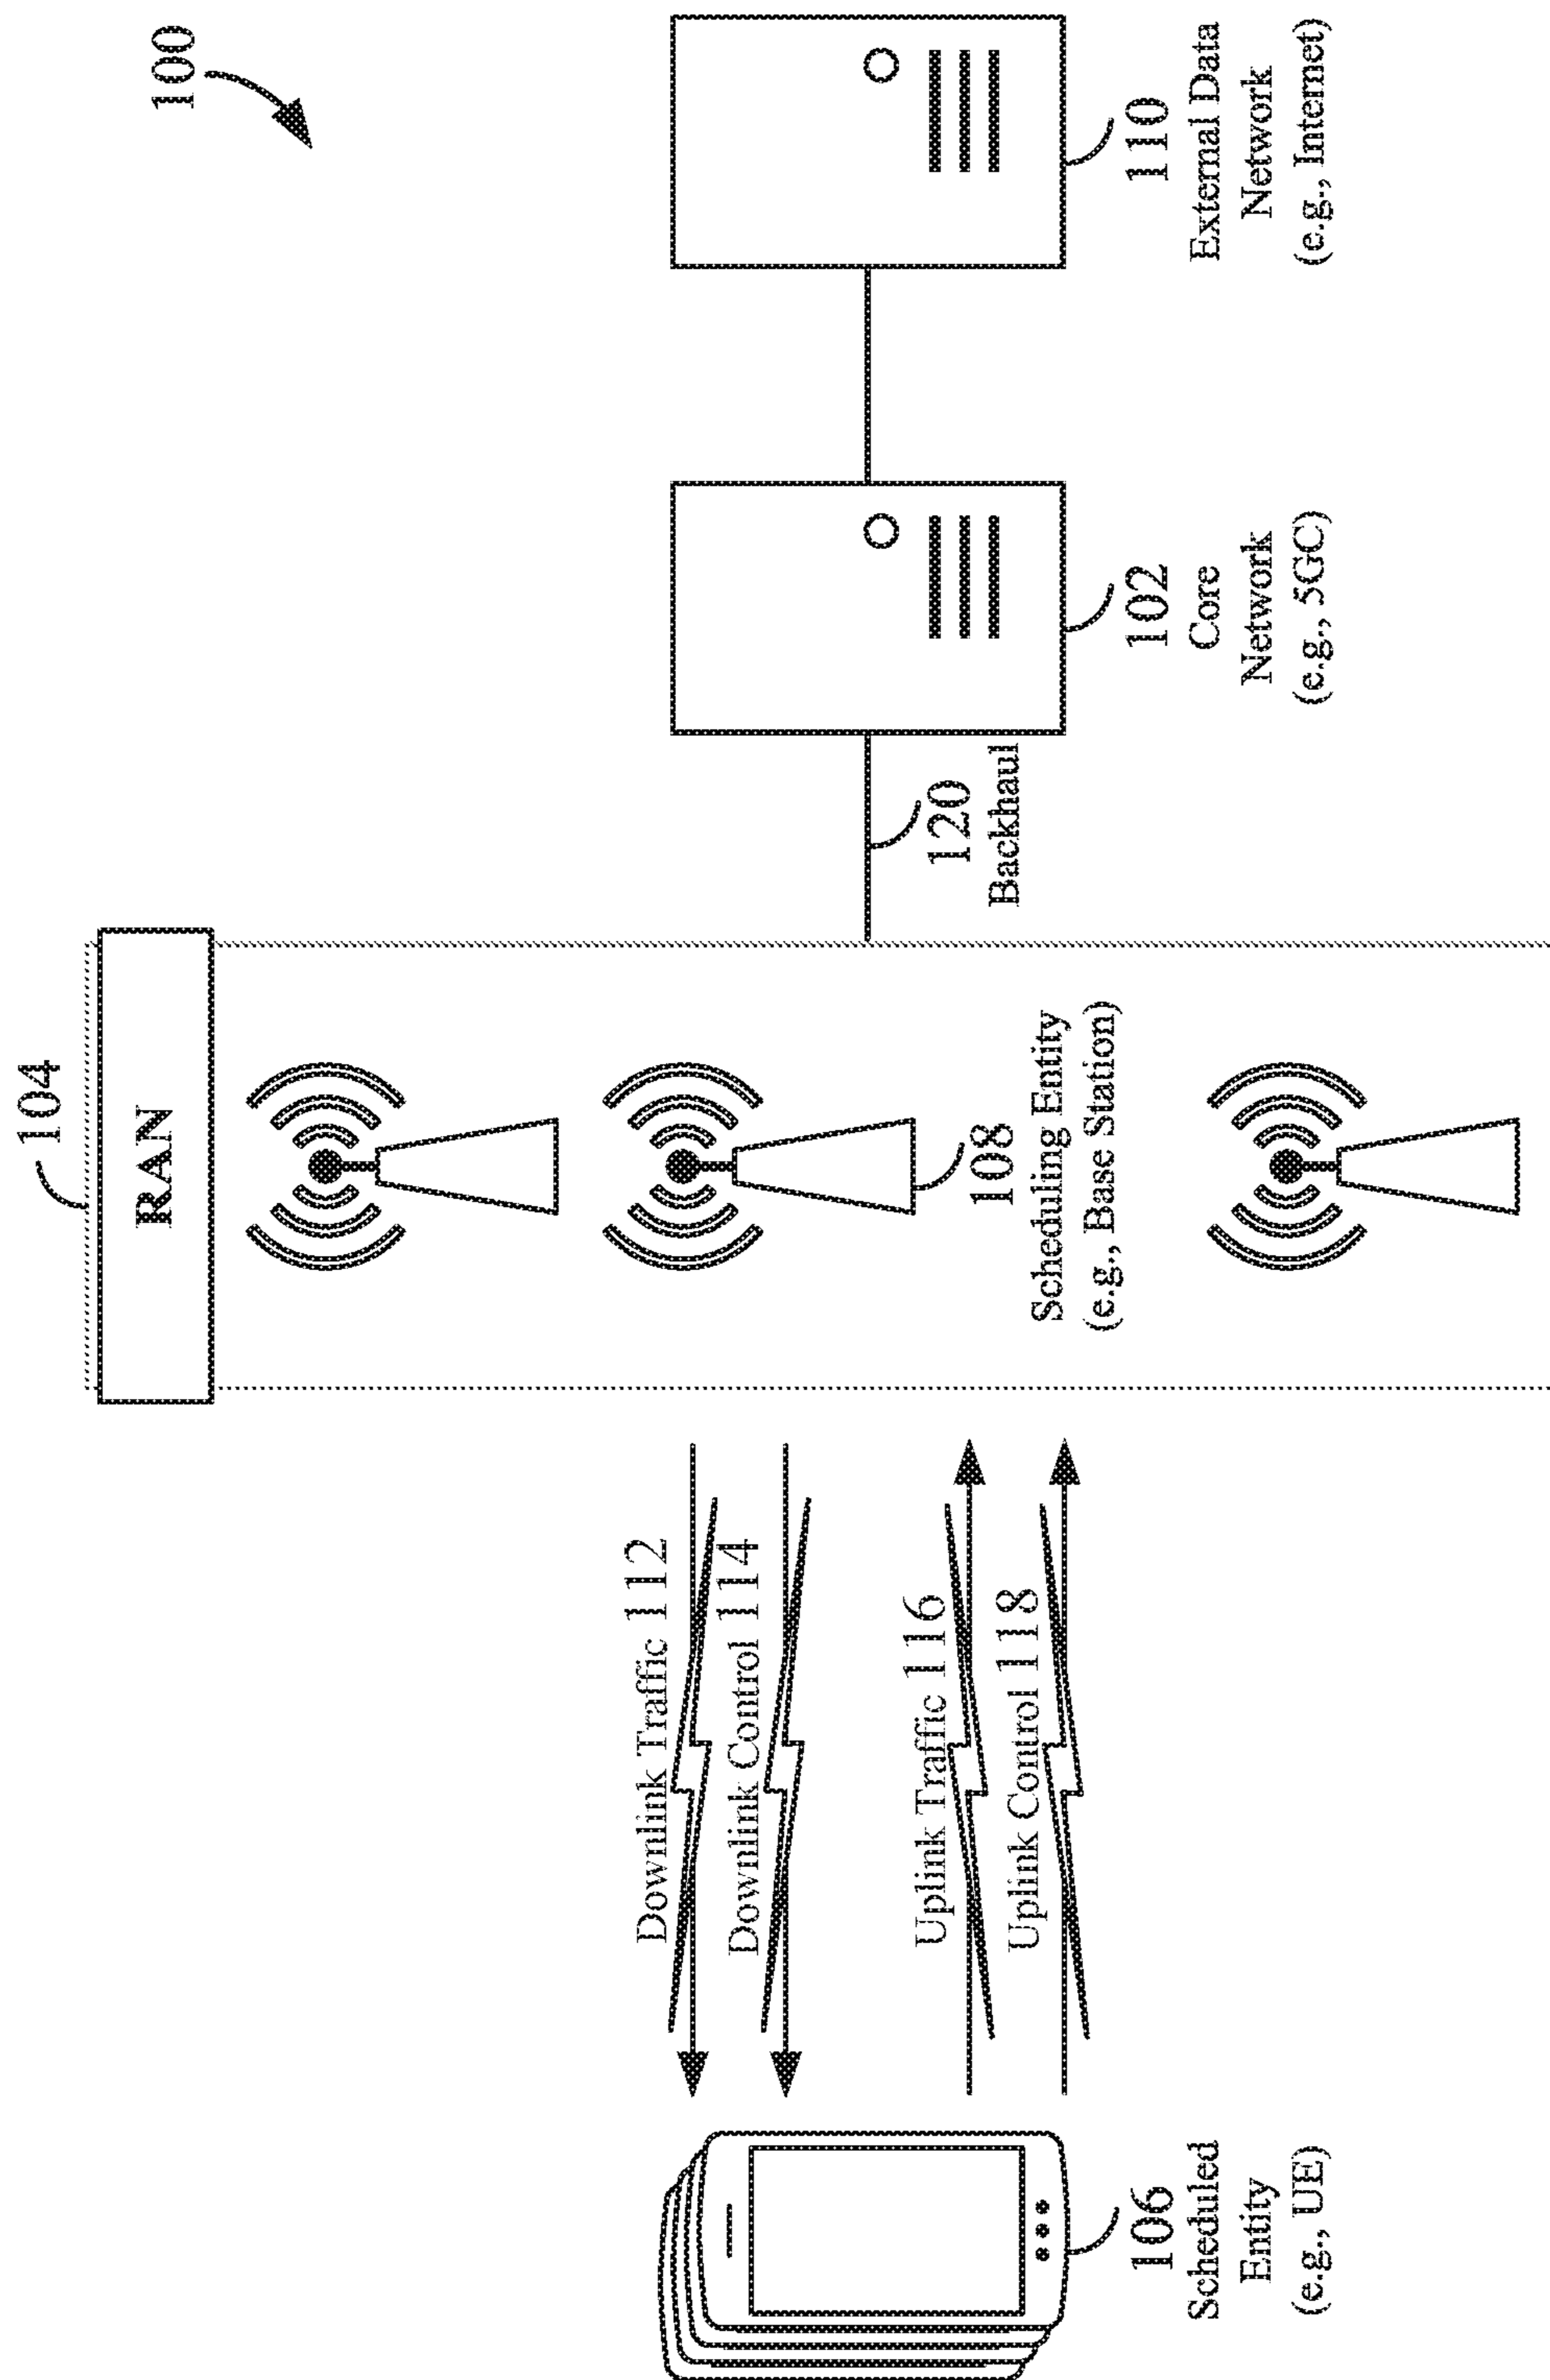 100
104
RAN
Downlink Traffic 112
Downlink Control 114
Uplink Traffic 116
Uplink Control 118
106
Scheduled
Entity
(e.g., UE)
108
Scheduling Entity
(e.g., Base Station)
120
Backhaul
102
Core
Network
(e.g., 5GC)
110
External Data
Network
(e.g., Internet)